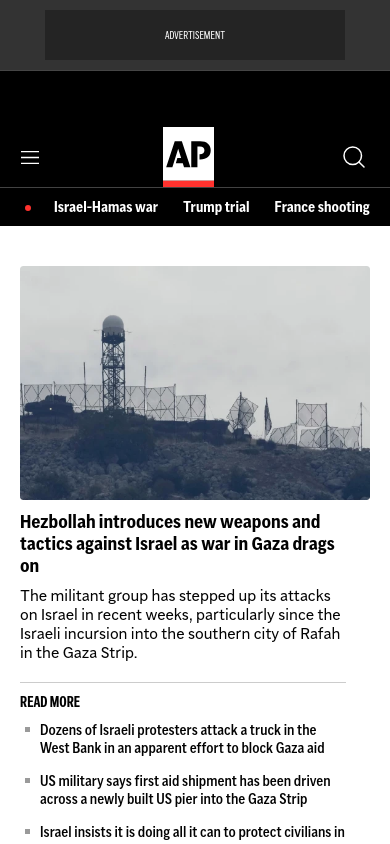 ADVERTISEMENT
AP
Israel-Hamas war Trump trial France shooting
Hezbollah introduces new weapons and
tactics against Israel as war in Gaza drags
on
The militant group has stepped up its attacks
on Israel in recent weeks, particularly since the
Israeli incursion into the southern city of Rafah
in the Gaza Strip.
READ MORE
Dozens of Israeli protesters attack a truck in the
West Bank in an apparent effort to block Gaza aid
US military says first aid shipment has been driven
across a newly built US pier into the Gaza Strip
Israel insists it is doing all it can to protect civilians in